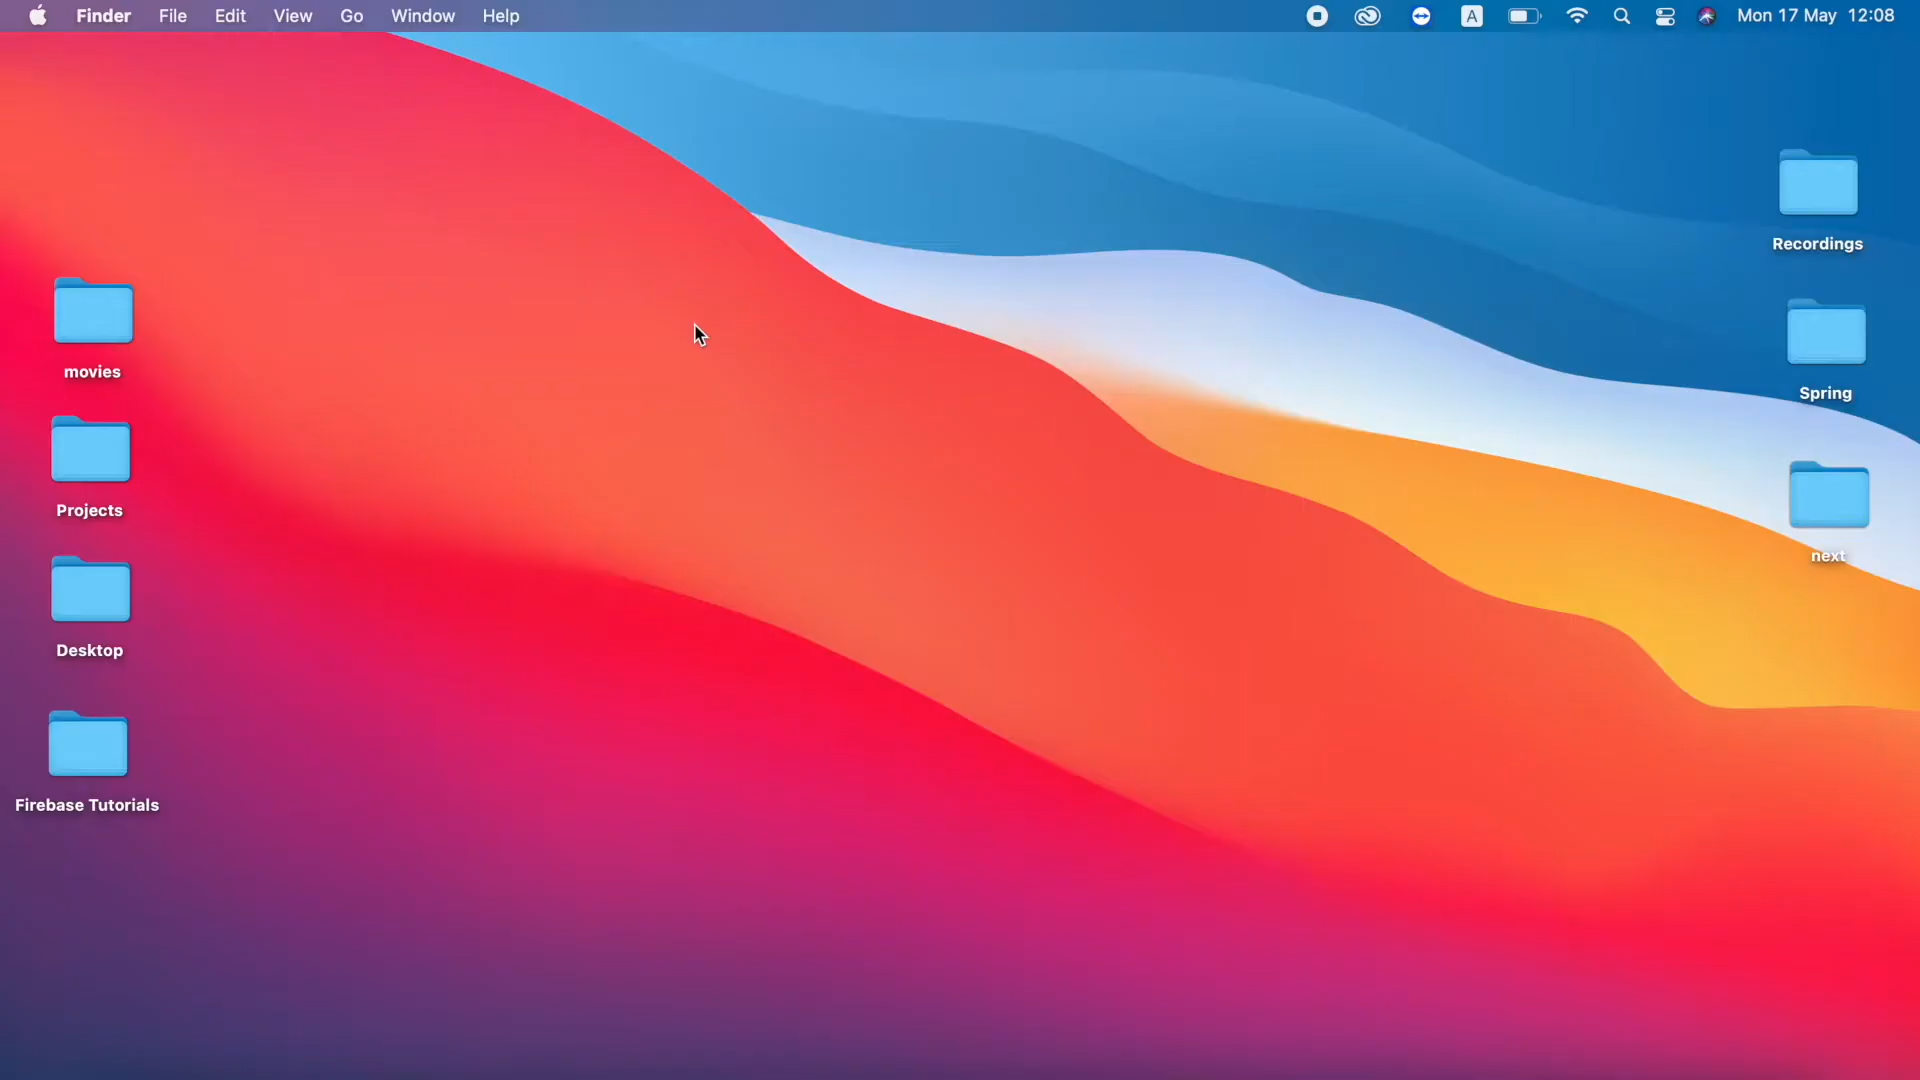 Finder File Edit View Go Window Help A Mon 17 May 12:08
Recordings
movies
Spring
Projects
next
Desktop
Firebase Tutorials